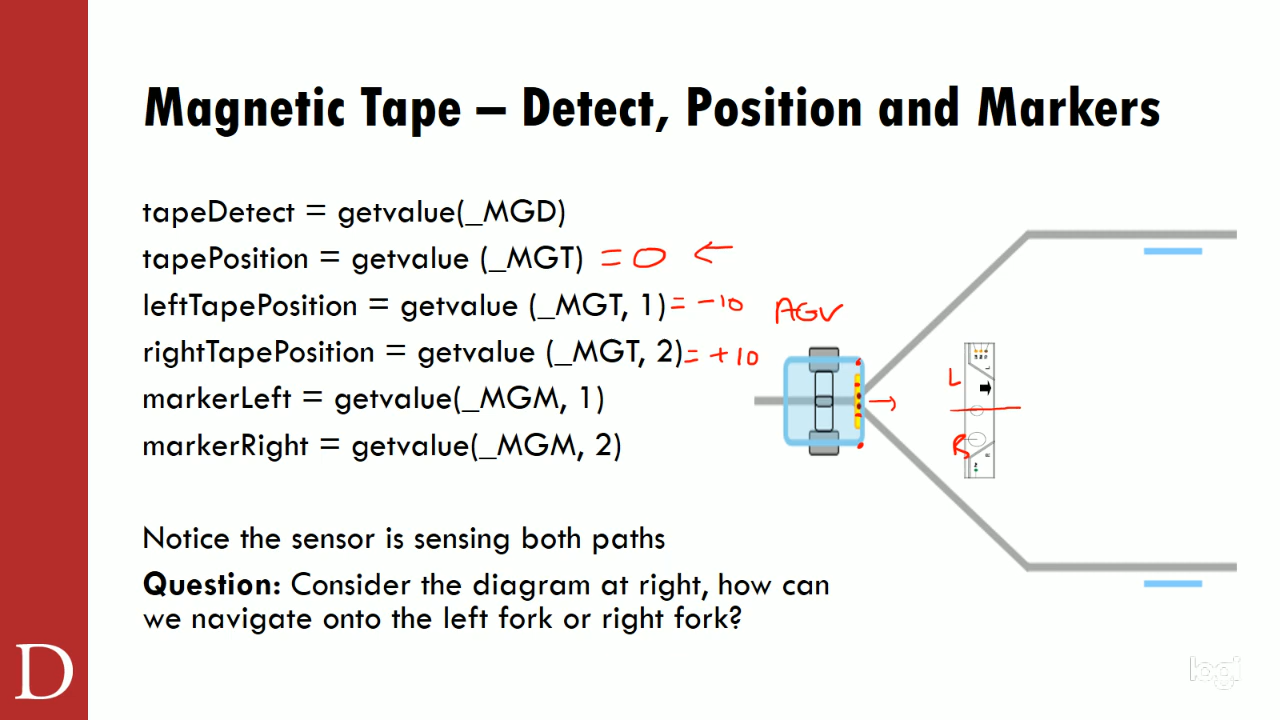 Magnetic Tape – Detect, Position and Markers
tapeDetect = getvalue(_MGD)
tapePosition = getvalue (_MGT) = 0 ←
leftTapePosition = getvalue (_MGT, 1) = -10 AGV
rightTapePosition = getvalue (_MGT, 2) = +10
markerLeft = getvalue(_MGM, 1)
markerRight = getvalue(_MGM, 2)
L
R
Notice the sensor is sensing both paths
Question: Consider the diagram at right, how can
we navigate onto the left fork or right fork?
D
logi